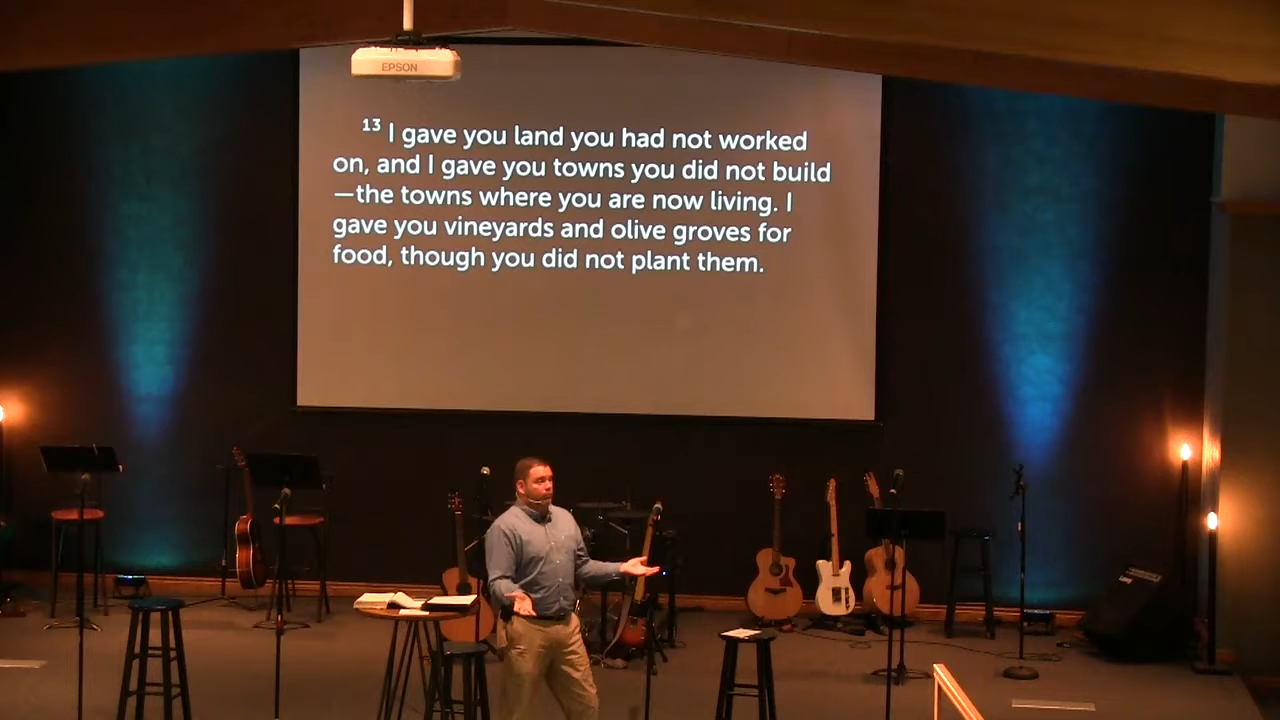 EPSON
13 I gave you land you had not worked
on, and I gave you towns you did not build
—the towns where you are now living. I
gave you vineyards and olive groves for
food, though you did not plant them.